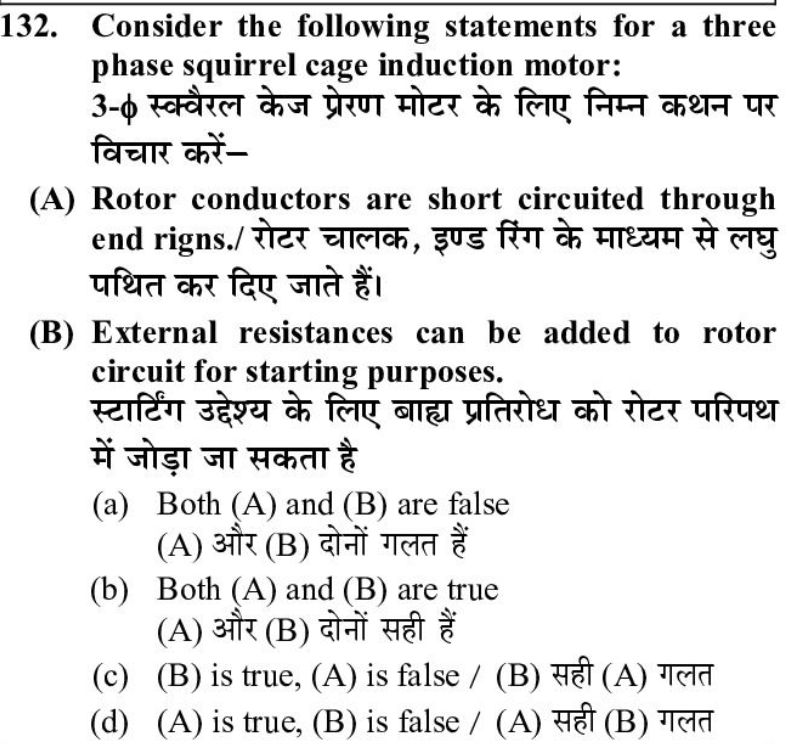 132. Consider the following statements for a three
phase squirrel cage induction motor:
3-ϕ स्क्वैरल केज प्रेरण मोटर के लिए निम्न कथन पर
विचार करें–
(A) Rotor conductors are short circuited through
end rigns./ रोटर चालक, इण्ड रिंग के माध्यम से लघु
पथित कर दिए जाते हैं।
(B) External resistances can be added to rotor
circuit for starting purposes.
स्टार्टिंग उद्देश्य के लिए बाह्य प्रतिरोध को रोटर परिपथ
में जोड़ा जा सकता है
(a) Both (A) and (B) are false
(A) और (B) दोनों गलत हैं
(b) Both (A) and (B) are true
(A) और (B) दोनों सही हैं
(c) (B) is true, (A) is false / (B) सही (A) गलत
(d) (A) is true, (B) is false / (A) सही (B) गलत